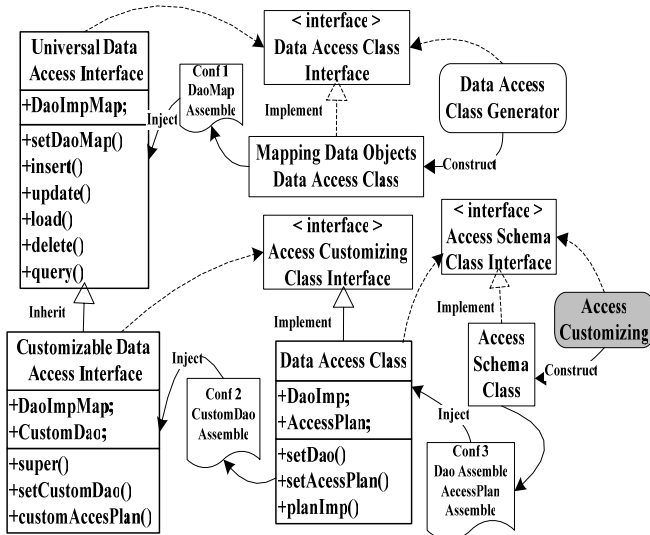 Universal Data
Access Interface
+DaoImpMap;
+setDaoMap()
+insert()
+update()
+load()
+delete()
+query()
Inject
Conf 1
DaoMap
Assemble
< interface >
Data Access Class
Interface
Implement
Mapping Data Objects
Data Access Class
Data Access
Class Generator
Construct
Inherit
< interface >
Access Customizing
Class Interface
Implement
< interface >
Access Schema
Class Interface
Implement
Access
Customizing
Construct
Access
Schema
Class
Customizable Data
Access Interface
+DaoImpMap;
+CustomDao;
+super()
+setCustomDao()
+customAccesPlan()
Inject
Conf 2
CustomDao
Assemble
Data Access Class
+DaoImp;
+AccessPlan;
+setDao()
+setAcessPlan()
+planImp()
Inject
Conf 3
Dao Assemble
AecessPlan
Assemble